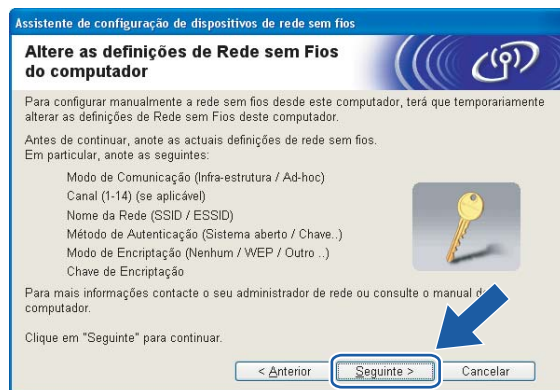 Assistente de configuração de dispositivos de rede sem fios
Altere as definições de Rede sem Fios
do computador
Para configurar manualmente a rede sem fios desde este computador, terá que temporariamente
alterar as definições de Rede sem Fios deste computador.
Antes de continuar, anote as actuais definições de rede sem fios.
Em particular, anote as seguintes:
Modo de Comunicação (Infra-estrutura / Ad-hoc)
Canal (1-14) (se aplicável)
Nome da Rede (SSID / ESSID)
Método de Autenticação (Sistema aberto / Chave..)
Modo de Encriptação (Nenhum / WEP / Outro ..)
Chave de Encriptação
Para mais informações contacte o seu administrador de rede ou consulte o manual
computador.
Clique em "Seguinte" para continuar.
< Anterior Seguinte > Cancelar